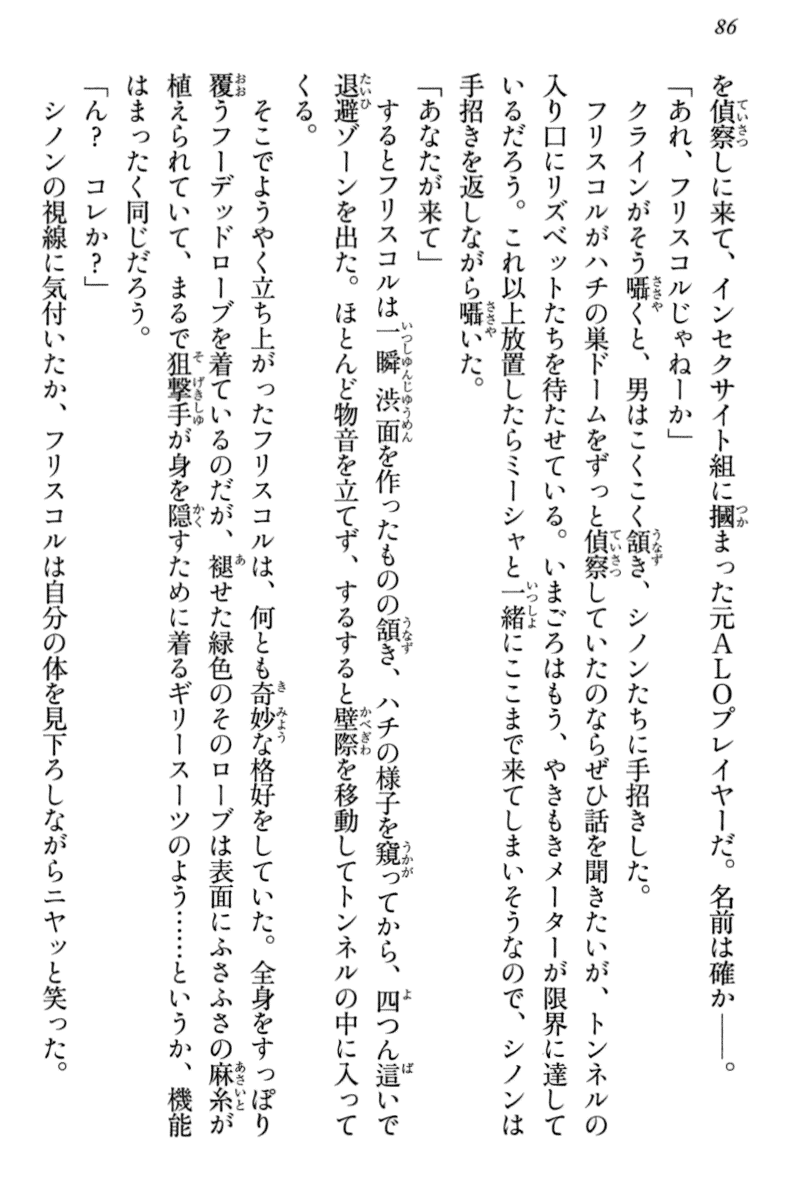 86
を偵察しに来て、インセクサイト組に摑まった元ALOプレイヤーだ。名前は確か――。
「あれ、フリスコルじゃねーか」
クラインがそう囁くと、男はこくこく頷き、シノンたちに手招きした。
フリスコルがハチの巣ドームをずっと偵察していたのならぜひ話を聞きたいが、トンネルの
入り口にリズベットたちを待たせている。いまごろはもう、やきもきメーターが限界に達して
いるだろう。これ以上放置したらミーシャと一緒にここまで来てしまいそうなので、シノンは
手招きを返しながら囁いた。
「あなたが来て」
するとフリスコルは一瞬渋面を作ったものの頷き、ハチの様子を窺ってから、四つん這いで
退避ゾーンを出た。ほとんど物音を立てず、するすると壁際を移動してトンネルの中に入って
くる。
そこでようやく立ち上がったフリスコルは、何とも奇妙な格好をしていた。全身をすっぽり
覆うフーデッドローブを着ているのだが、褪せた緑色のそのローブは表面にふさふさの麻糸が
植えられていて、まるで狙撃手が身を隠すために着るギリースーツのよう……というか、機能
はまったく同じだろう。
「ん？　コレか？」
シノンの視線に気付いたか、フリスコルは自分の体を見下ろしながらニヤッと笑った。